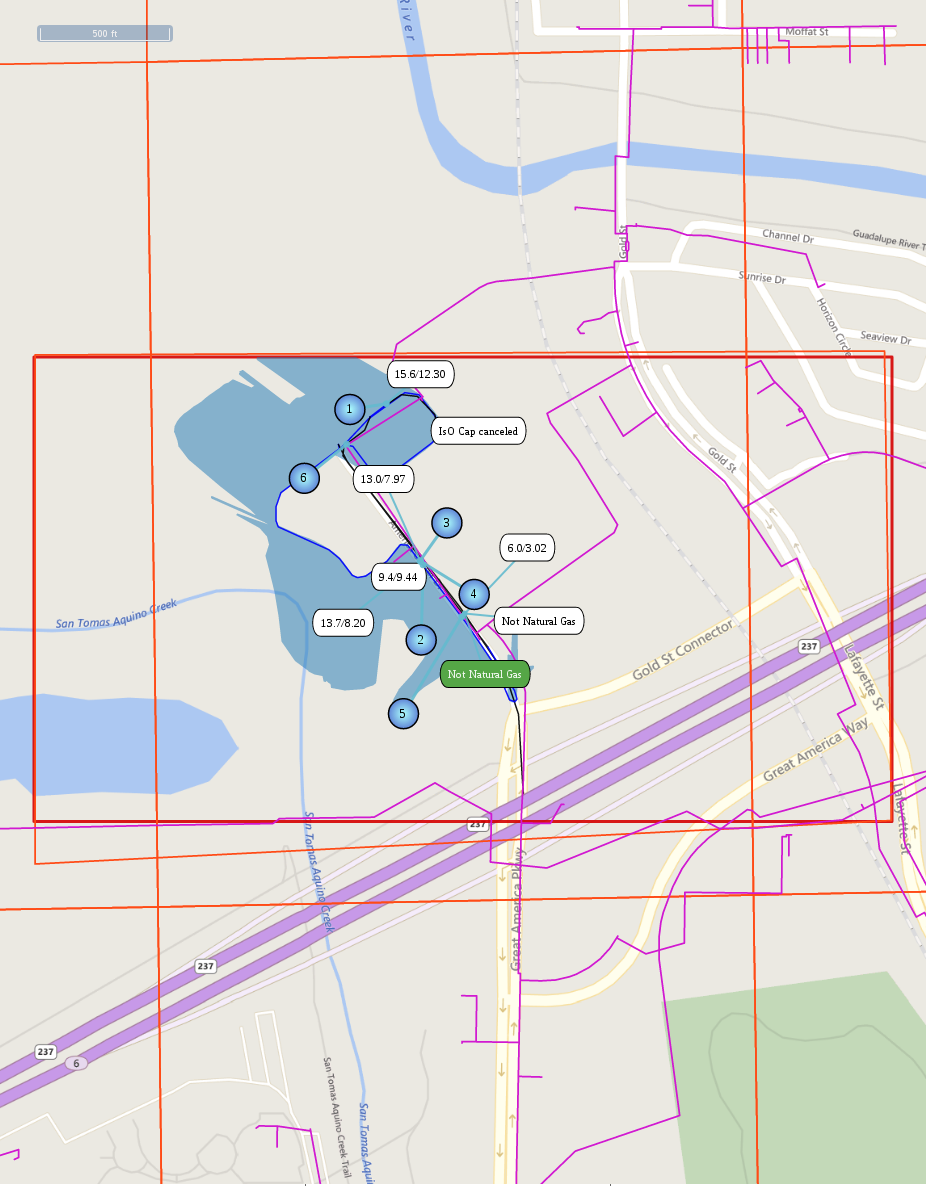 500 ft
River
Moffat St
Gold St
Channel Dr
Guadalupe River T
Sunrise Dr
Horizon Circle
Seaview Dr
15.6/12.30
1
IsO Cap canceled
Gold St
6
13.0/7.97
3
Amer
6.0/3.02
9.4/9.44
4
San Tomas Aquino Creek
13.7/8.20
Not Natural Gas
2
Gold St Connector
237
Lafayette St
Not Natural Gas
5
Great America Way
237
Lafayette St
San Tomas Aquino Creek
Great America Pkwy
237
237
6
San Tomas Aquino Creek Trail
San Tomas Aquin